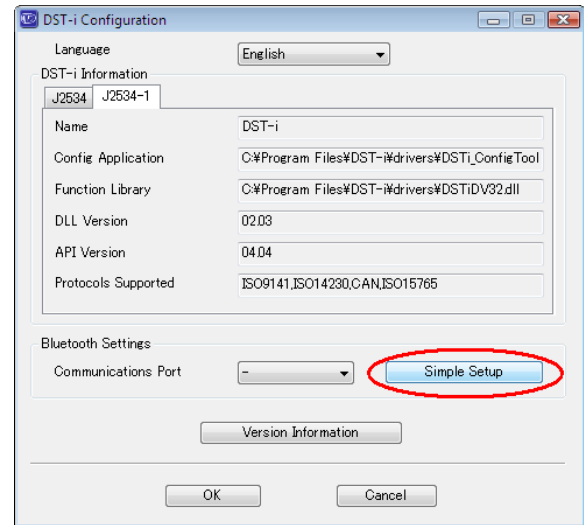 DST-i Configuration
Language English
DST-i Information
J2534 J2534-1
Name DST-i
Config Application C:¥Program Files¥DST-i¥drivers¥DSTi_ConfigTool
Function Library C:¥Program Files¥DST-i¥drivers¥DSTiDV32.dll
DLL Version 02.03
API Version 04.04
Protocols Supported ISO9141,ISO14230,CAN,ISO15765
Bluetooth Settings
Communications Port - Simple Setup
Version Information
OK Cancel